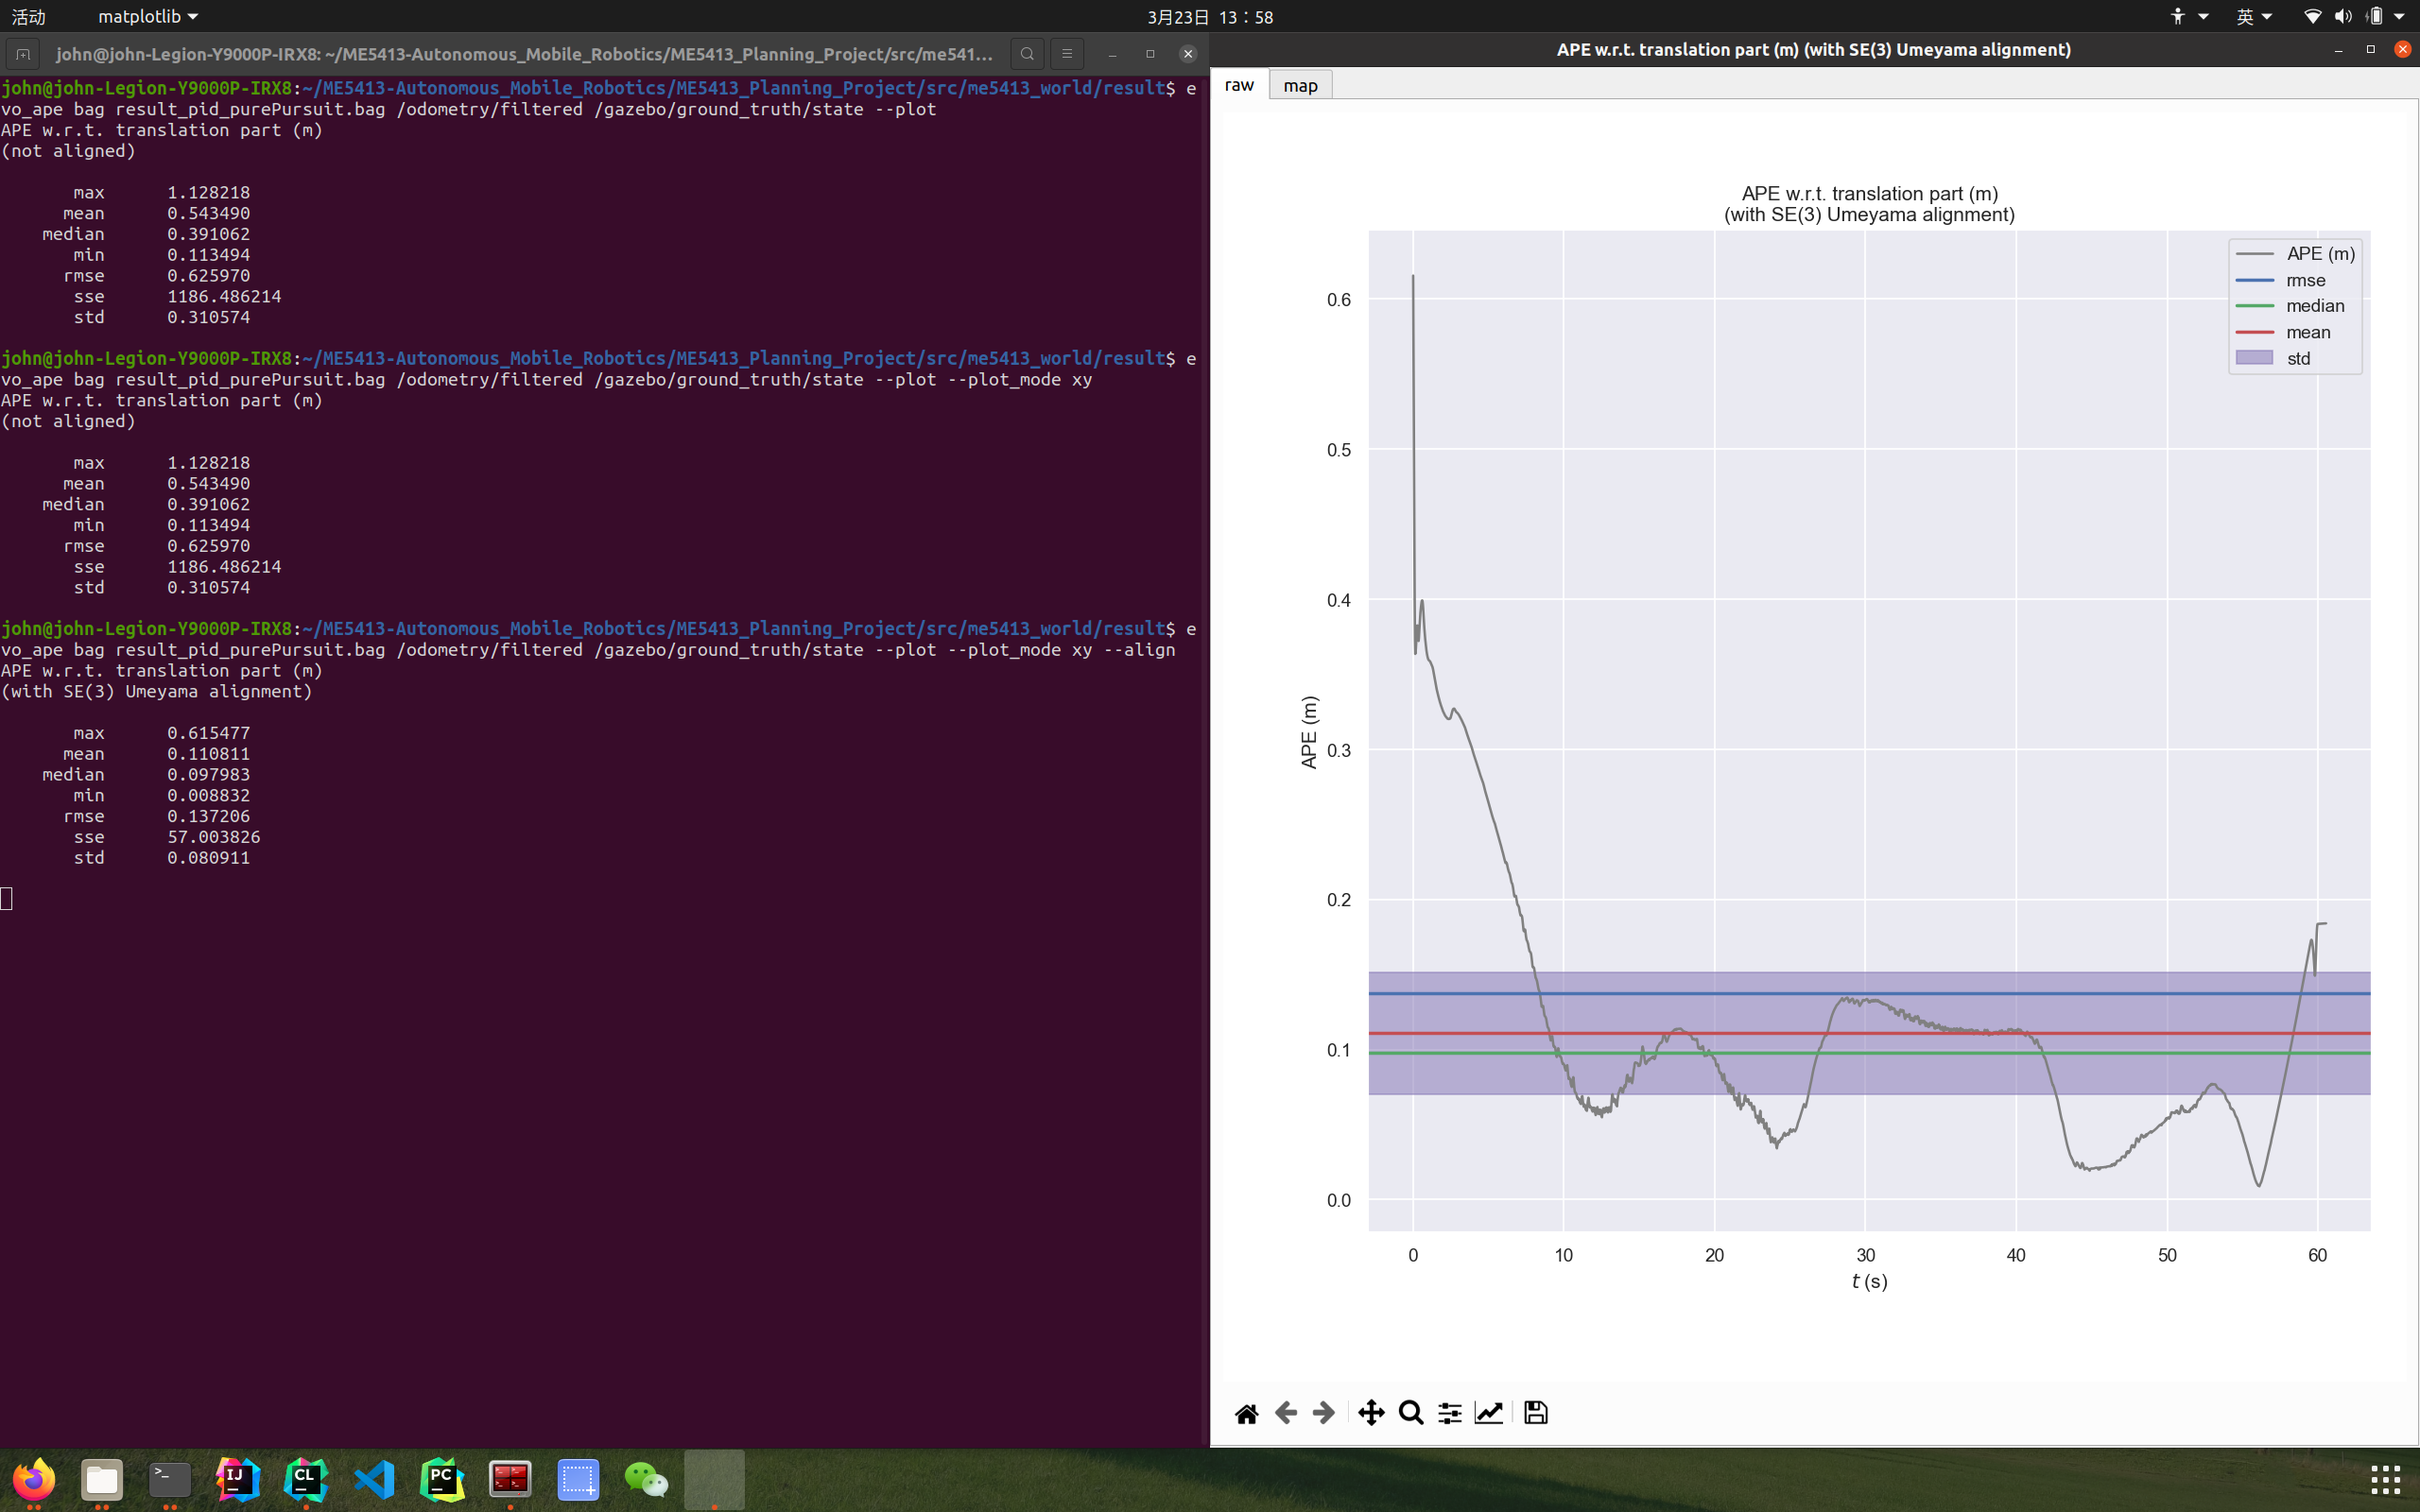 活动
matplotlib
3月23日 13：58
英
john@john-Legion-Y9000P-IRX8: ~/ME5413-Autonomous_Mobile_Robotics/ME5413_Planning_Project/src/me541...
john@john-Legion-Y9000P-IRX8:~/ME5413-Autonomous_Mobile_Robotics/ME5413_Planning_Project/src/me5413_world/result$ e
vo_ape bag result_pid_purePursuit.bag /odometry/filtered /gazebo/ground_truth/state --plot
APE w.r.t. translation part (m)
(not aligned)
max 1.128218
mean 0.543490
median 0.391062
min 0.113494
rmse 0.625970
sse 1186.486214
std 0.310574
john@john-Legion-Y9000P-IRX8:~/ME5413-Autonomous_Mobile_Robotics/ME5413_Planning_Project/src/me5413_world/result$ e
vo_ape bag result_pid_purePursuit.bag /odometry/filtered /gazebo/ground_truth/state --plot --plot_mode xy
APE w.r.t. translation part (m)
(not aligned)
max 1.128218
mean 0.543490
median 0.391062
min 0.113494
rmse 0.625970
sse 1186.486214
std 0.310574
john@john-Legion-Y9000P-IRX8:~/ME5413-Autonomous_Mobile_Robotics/ME5413_Planning_Project/src/me5413_world/result$ e
vo_ape bag result_pid_purePursuit.bag /odometry/filtered /gazebo/ground_truth/state --plot --plot_mode xy --align
APE w.r.t. translation part (m)
(with SE(3) Umeyama alignment)
max 0.615477
mean 0.110811
median 0.097983
min 0.008832
rmse 0.137206
sse 57.003826
std 0.080911
APE w.r.t. translation part (m) (with SE(3) Umeyama alignment)
raw
map
APE w.r.t. translation part (m)
(with SE(3) Umeyama alignment)
APE (m)
rmse
median
mean
std
0.6
0.5
0.4
0.3
0.2
0.1
0.0
APE (m)
0 10 20 30 40 50 60
t (s)
>_
IJ
CL
PC